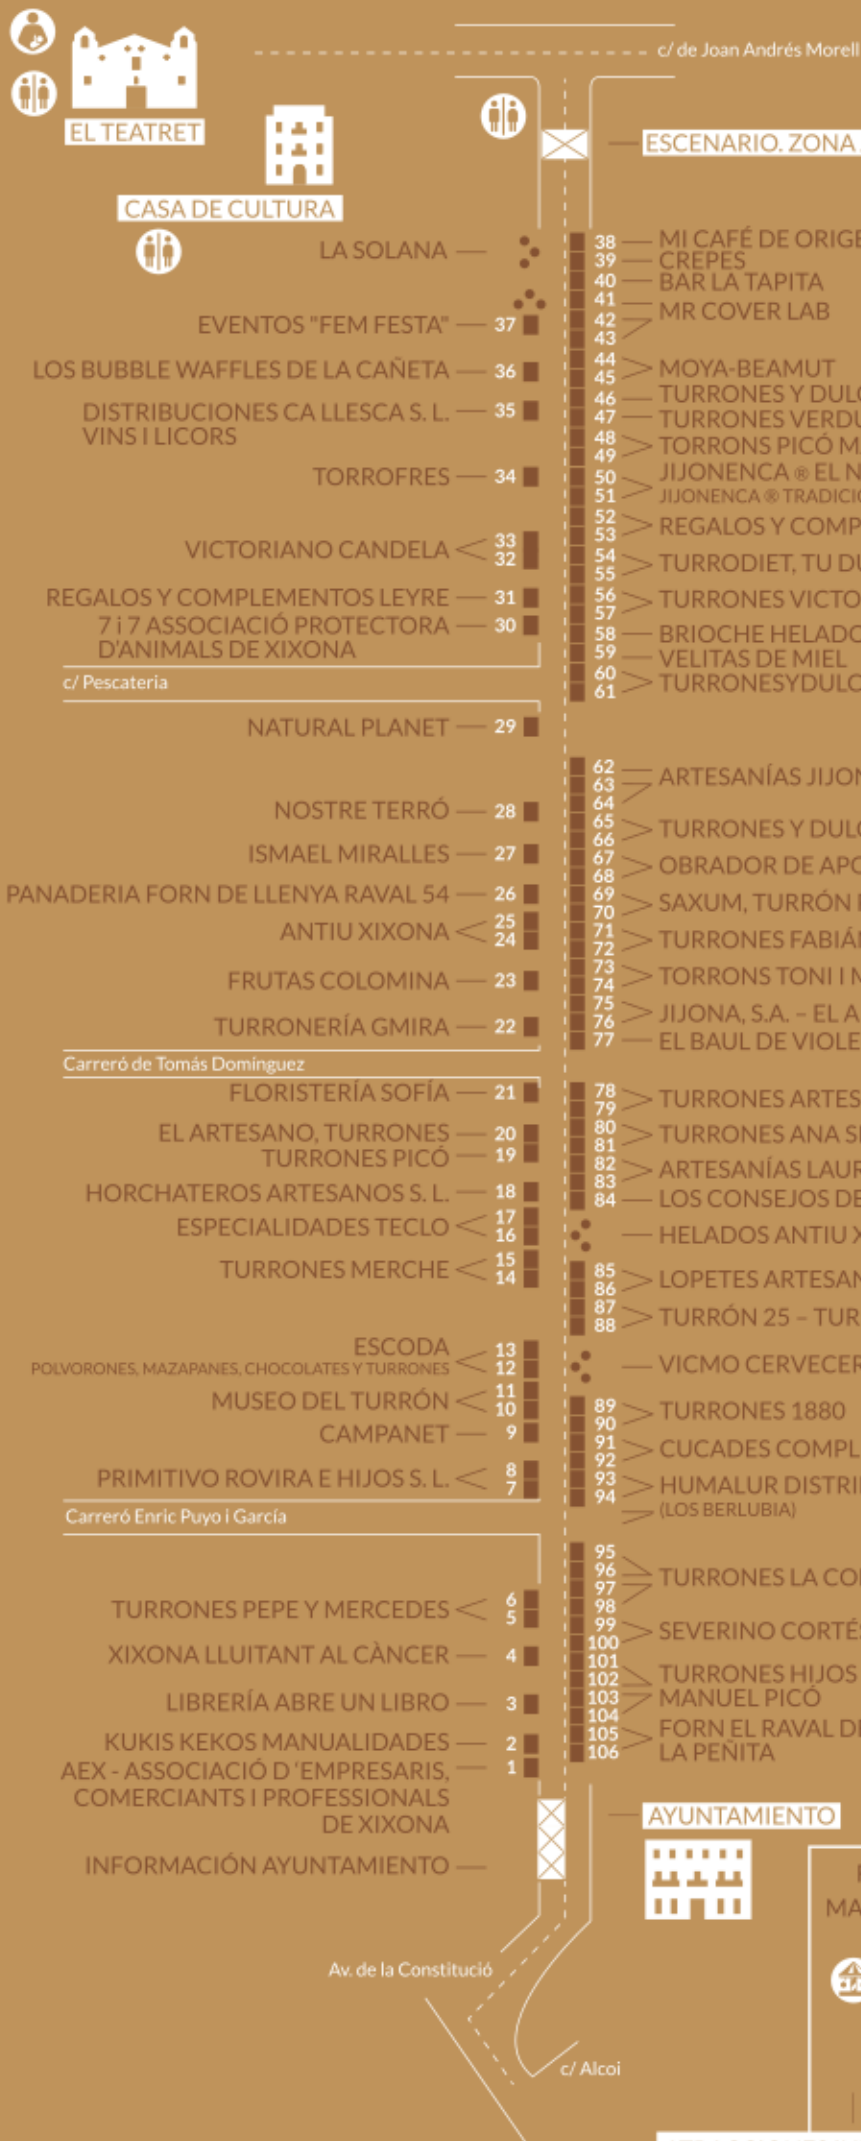 c/ de Joan Andrés Morell
EL TEATRET
ESCENARIO. ZONA
CASA DE CULTURA
LA SOLANA
EVENTOS "FEM FESTA" 37
LOS BUBBLE WAFFLES DE LA CAÑETA 36
DISTRIBUCIONES CA LLESCA S. L. 35
VINS I LICORS
TORROFRES 34
VICTORIANO CANDELA 33
32
REGALOS Y COMPLEMENTOS LEYRE 31
7 i 7 ASSOCIACIÓ PROTECTORA 30
D'ANIMALS DE XIXONA
c/ Pescateria
NATURAL PLANET 29
NOSTRE TERRÓ 28
ISMAEL MIRALLES 27
PANADERIA FORN DE LLENYA RAVAL 54 26
ANTIU XIXONA 25
24
FRUTAS COLOMINA 23
TURRONERÍA GMIRA 22
Carreró de Tomás Domínguez
FLORISTERÍA SOFÍA 21
EL ARTESANO, TURRONES 20
TURRONES PICÓ 19
HORCHATEROS ARTESANOS S. L. 18
ESPECIALIDADES TECLO 17
16
TURRONES MERCHE 15
14
ESCODA 13
POLVORONES, MAZAPANES, CHOCOLATES Y TURRONES 12
MUSEO DEL TURRÓN 11
10
CAMPANET 9
PRIMITIVO ROVIRA E HIJOS S. L. 8
7
Carreró Enric Puyo i García
TURRONES PEPE Y MERCEDES 6
5
XIXONA LLUITANT AL CÀNCER 4
LIBRERÍA ABRE UN LIBRO 3
KUKIS KEKOS MANUALIDADES 2
AEX - ASSOCIACIÓ D ‘EMPRESARIS, 1
COMERCIANTS I PROFESSIONALS
DE XIXONA
INFORMACIÓN AYUNTAMIENTO
38 MI CAFÉ DE ORIGE
39 CREPES
40 BAR LA TAPITA
41 MR COVER LAB
42
43
44 MOYA-BEAMUT
45
46 TURRONES Y DULC
47 TURRONES VERDU
48 TORRONS PICÓ M
49
50 JIJONENCA ® EL N
51 JIJONENCA ® TRADICIO
52 REGALOS Y COMP
53
54 TURRODIET, TU DU
55
56 TURRONES VICTO
57
58 BRIOCHE HELADO
59 VELITAS DE MIEL
60 TURRONESYDULC
61
62 ARTESANÍAS JIJON
63
64
65 TURRONES Y DULC
66
67 OBRADOR DE APO
68
69 SAXUM, TURRÓN
70
71 TURRONES FABIÁN
72
73 TORRONS TONI I M
74
75 JIJONA, S.A. – EL A
76
77 EL BAUL DE VIOLE
78 TURRONES ARTES
79
80 TURRONES ANA S
81
82 ARTESANÍAS LAUR
83
84 LOS CONSEJOS DE
HELADOS ANTIU X
85 LOPETES ARTESAN
86
87 TURRÓN 25 – TUR
88
VICMO CERVECER
89 TURRONES 1880
90
91 CUCADES COMPL
92
93 HUMALUR DISTRI
94 (LOS BERLUBIA)
95
96 TURRONES LA CO
97
98
99 SEVERINO CORTÉS
100
101
102 TURRONES HIJOS
103 MANUEL PICÓ
104
105 FORN EL RAVAL DE
106 LA PEÑITA
AYUNTAMIENTO
MA
Av. de la Constitució
c/ Alcoi